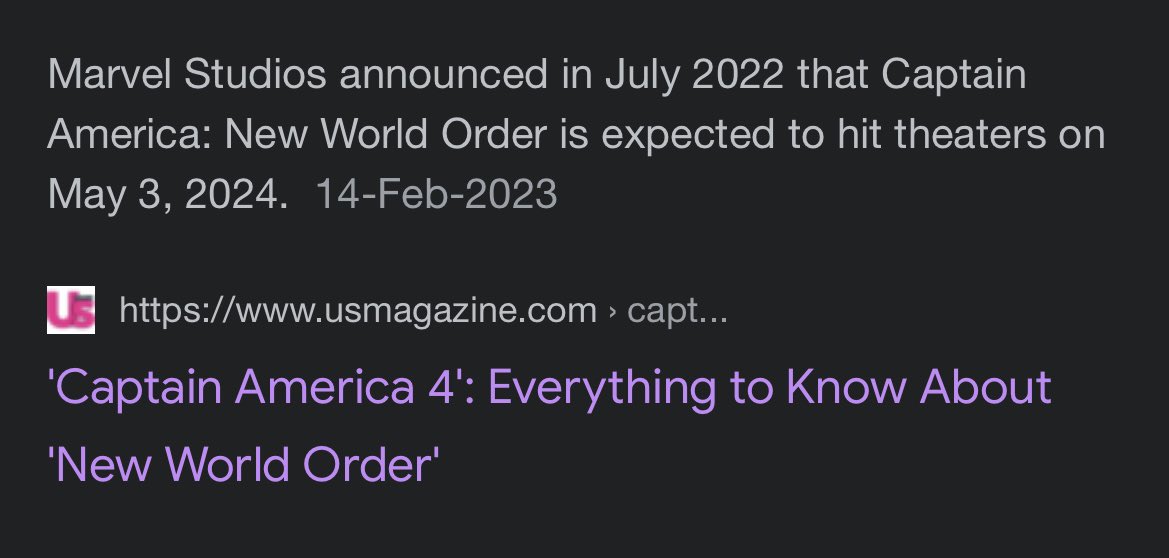 Marvel Studios announced in July 2022 that Captain
America: New World Order is expected to hit theaters on
May 3, 2024. 14-Feb-2023
Us https://www.usmagazine.com › capt...
'Captain America 4': Everything to Know About
'New World Order'